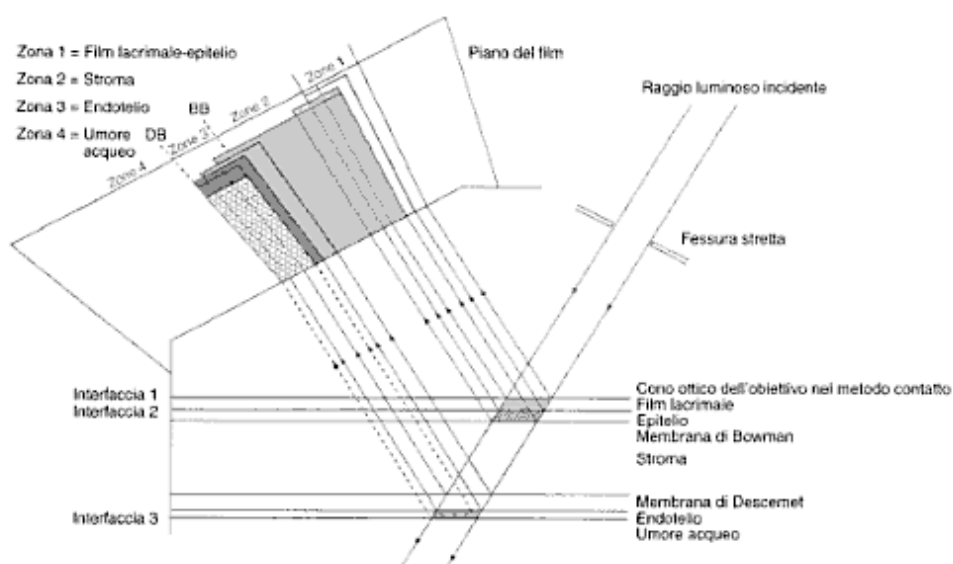 Zona 1 = Film lacrimale-epitelio
Zona 2 = Stroma
Zona 3 = Endotelio
Zona 4 = Umore
acqueo
DB
BB
Zone 4
Zone 3
Zone 2
Zone 1
Piano del film
Raggio luminoso incidente
Fessura stretta
Interfaccia 1
Interfaccia 2
Interfaccia 3
Cono ottico dell'obiettivo nel metodo contatto
Film lacrimale
Epitelio
Membrana di Bowman
Stroma
Membrana di Descemet
Endotelio
Umore acqueo